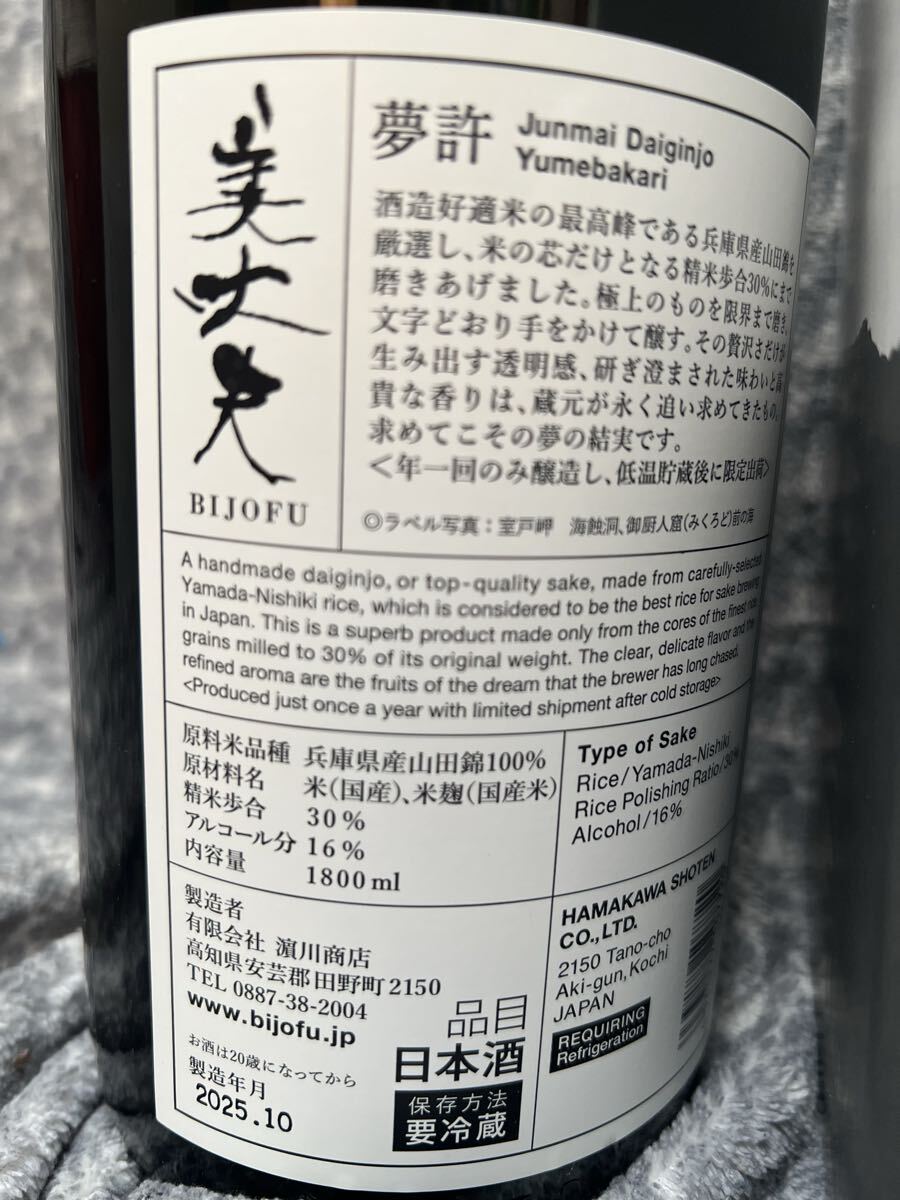 美丈夫
BIJOFU
夢許
Junmai Daiginjo
Yumebakari
酒造好適米の最高峰である兵庫県産山田錦を
厳選し、米の芯だけとなる精米歩合30%にまで
磨きあげました。極上のものを限界まで磨き、
文字どおり手をかけて醸す。その贅沢さだけが
生み出す透明感、研ぎ澄まされた味わいと高
貴な香りは、蔵元が永く追い求めてきたもの。
求めてこその夢の結実です。
<年一回のみ醸造し、低温貯蔵後に限定出荷>
◎ラベル写真:室戸岬 海蝕洞、御厨人窟(みくろど)前の海
A handmade daiginjo, or top-quality sake, made from carefully-selected
Yamada-Nishiki rice, which is considered to be the best rice for sake brewing
in Japan. This is a superb product made only from the cores of the finest rice
grains milled to 30% of its original weight. The clear, delicate flavor and the
refined aroma are the fruits of the dream that the brewer has long chased.
<Produced just once a year with limited shipment after cold storage>
原料米品種 兵庫県産山田錦100%
原材料名 米(国産)、米麹(国産米)
精米歩合 30%
アルコール分 16%
内容量 1800ml
Type of Sake
Rice/Yamada-Nishiki
Rice Polishing Ratio/30%
Alcohol/16%
製造者
有限会社 濵川商店
高知県安芸郡田野町2150
TEL 0887-38-2004
www.bijofu.jp
お酒は20歳になってから
製造年月
2025.10
品目
日本酒
保存方法
要冷蔵
HAMAKAWA SHOTEN
CO.,LTD.
2150 Tano-cho
Aki-gun, Kochi
JAPAN
REQUIRING
Refrigeration